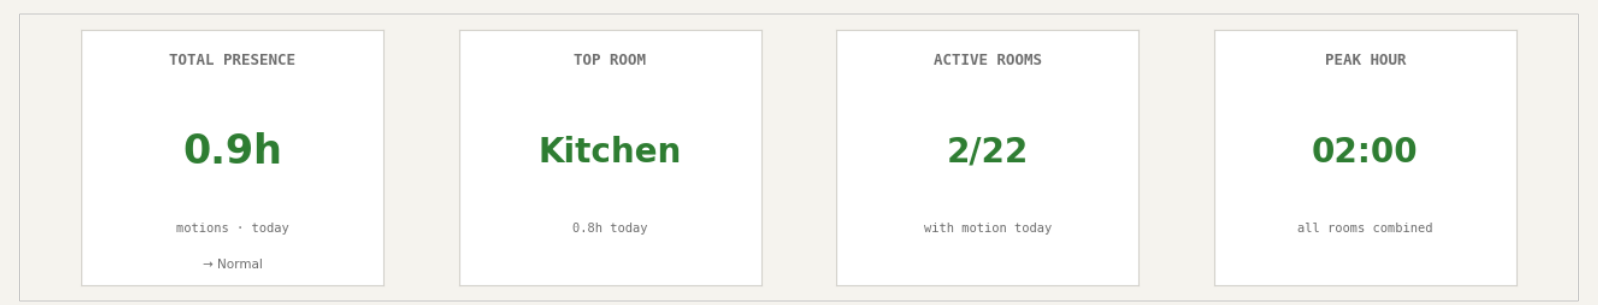 TOTAL PRESENCE
0.9h
motions · today
→ Normal
TOP ROOM
Kitchen
0.8h today
ACTIVE ROOMS
2/22
with motion today
PEAK HOUR
02:00
all rooms combined